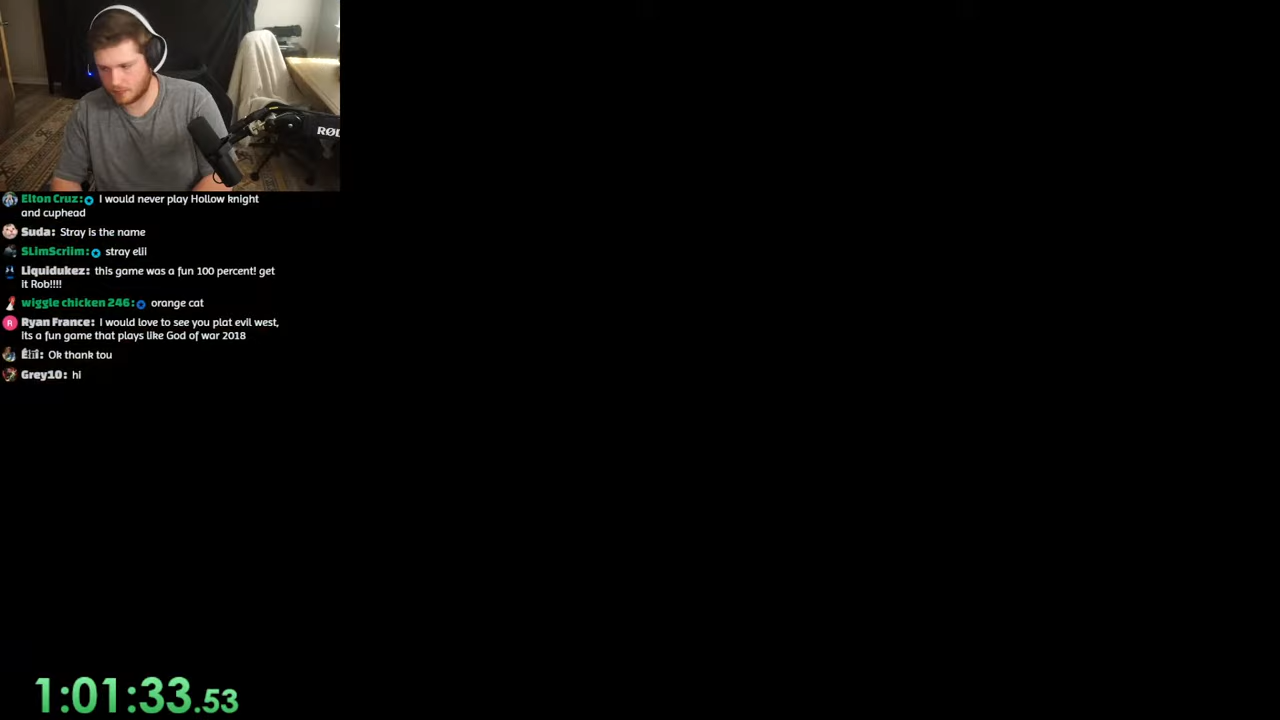 RØD
Elton Cruz: I would never play Hollow knight
and cuphead
Suda: Stray is the name
SLimScriim: stray elii
Liquidukez: this game was a fun 100 percent! get
it Rob!!!!
wiggle chicken 246: orange cat
Ryan France: I would love to see you plat evil west,
its a fun game that plays like God of war 2018
Ok thank tou
Grey10: hi
1:01:33.53